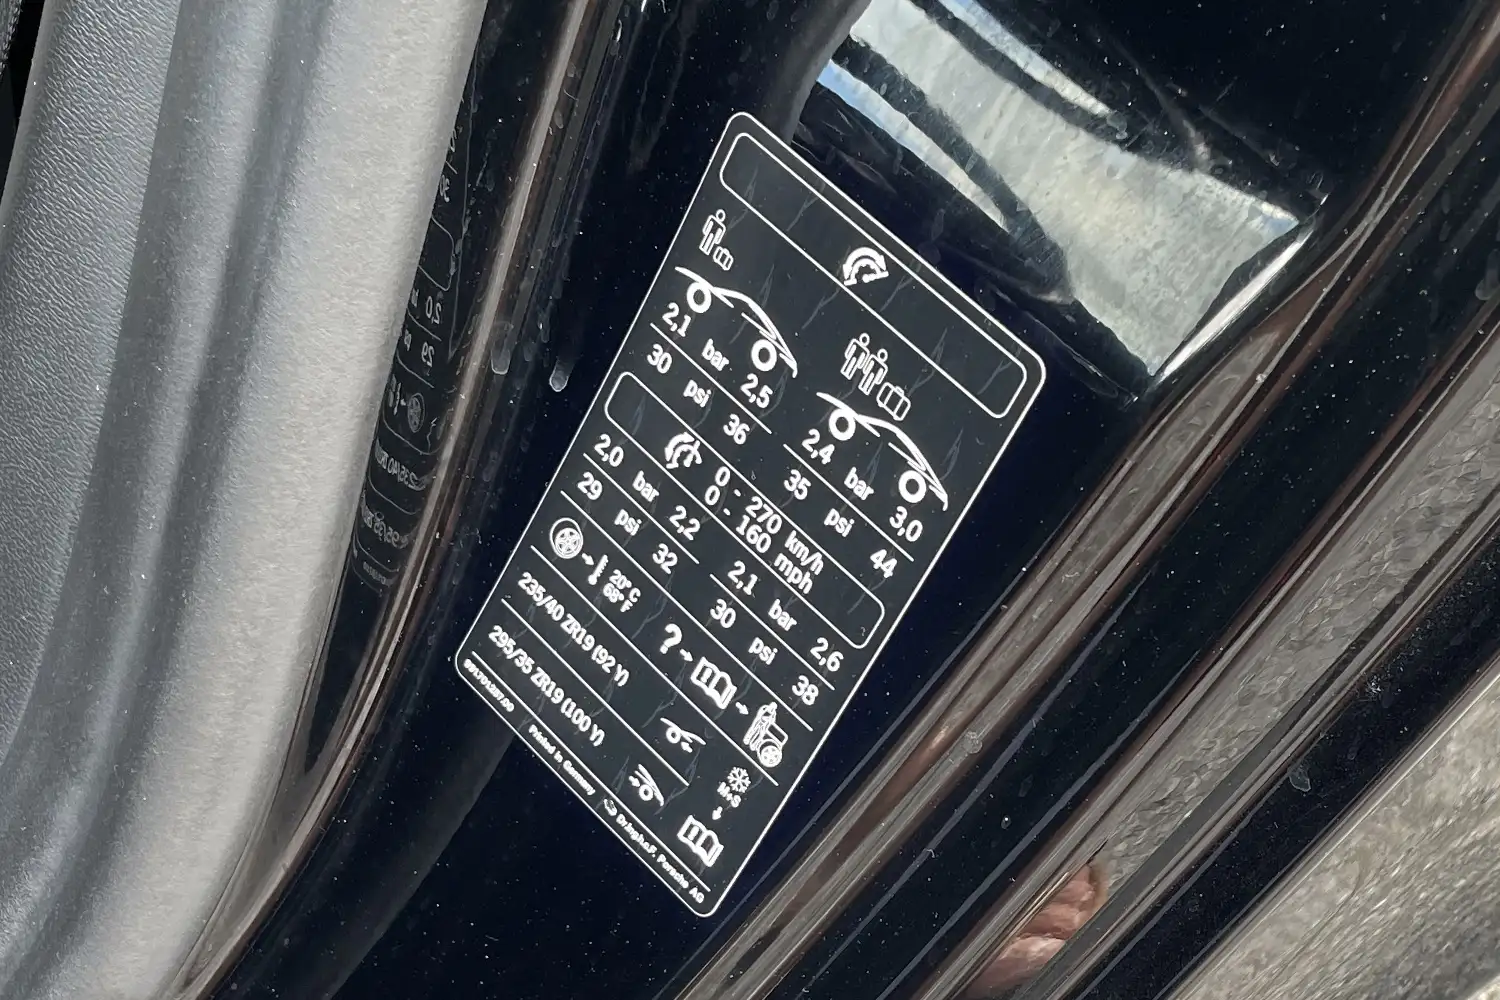 2,1 bar 2,5
30 psi 36
2,4 bar 3,0
35 psi 44
0 - 270 km/h
0 - 160 mph
2,0 bar 2,2
29 psi 32
2,1 bar 2,6
30 psi 38
20°C
68°F
?
235/40 ZR19 (92 Y)
295/35 ZR19 (100 Y)
M+S
Printed in Germany Dr.Ing.h.c.F. Porsche AG